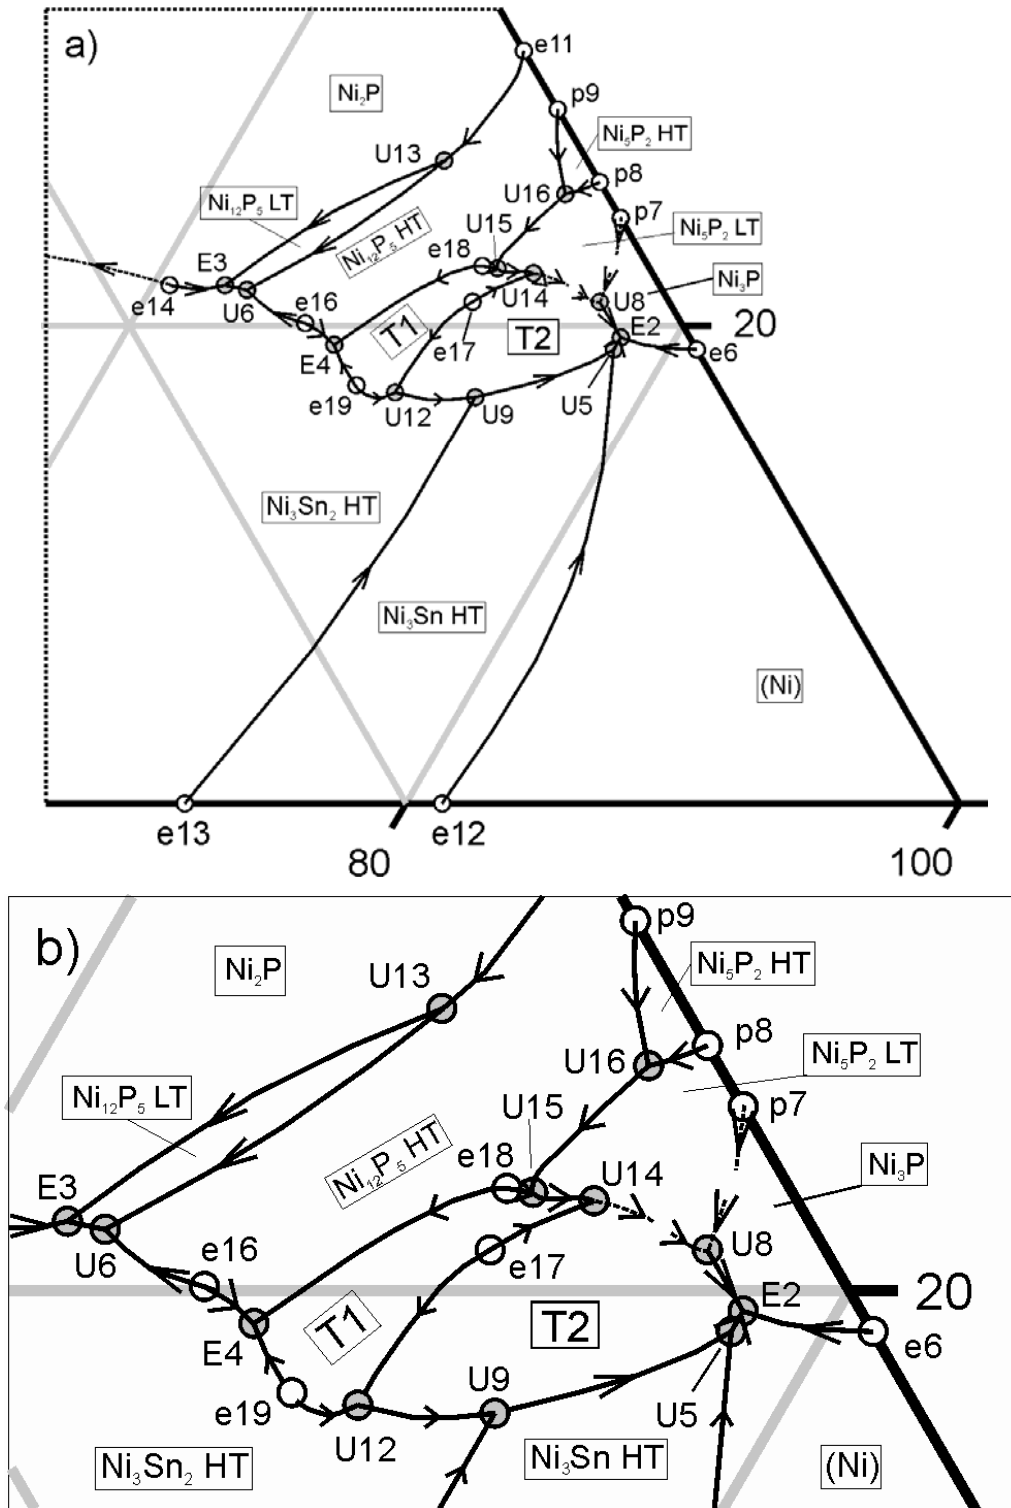 a)
e11
Ni₂P
p9
Ni₅P₂ HT
U13
p8
U16
Ni₁₂P₅ LT
p7
Ni₁₂P₅ HT
Ni₅P₂ LT
U15
e18
E3
U14
Ni₃P
e14
U6
e16
U8
T1
T2
E2
20
E4
e17
e6
e19
U12
U9
U5
Ni₃Sn₂ HT
Ni₃Sn HT
(Ni)
e13
80
e12
100
b)
p9
Ni₂P
U13
Ni₅P₂ HT
p8
U16
Ni₅P₂ LT
Ni₁₂P₅ LT
U15
p7
Ni₁₂P₅ HT
e18
U14
Ni₃P
E3
U6
e16
e17
U8
E2
20
T1
T2
E4
e6
U9
e19
U5
U12
Ni₃Sn₂ HT
Ni₃Sn HT
(Ni)